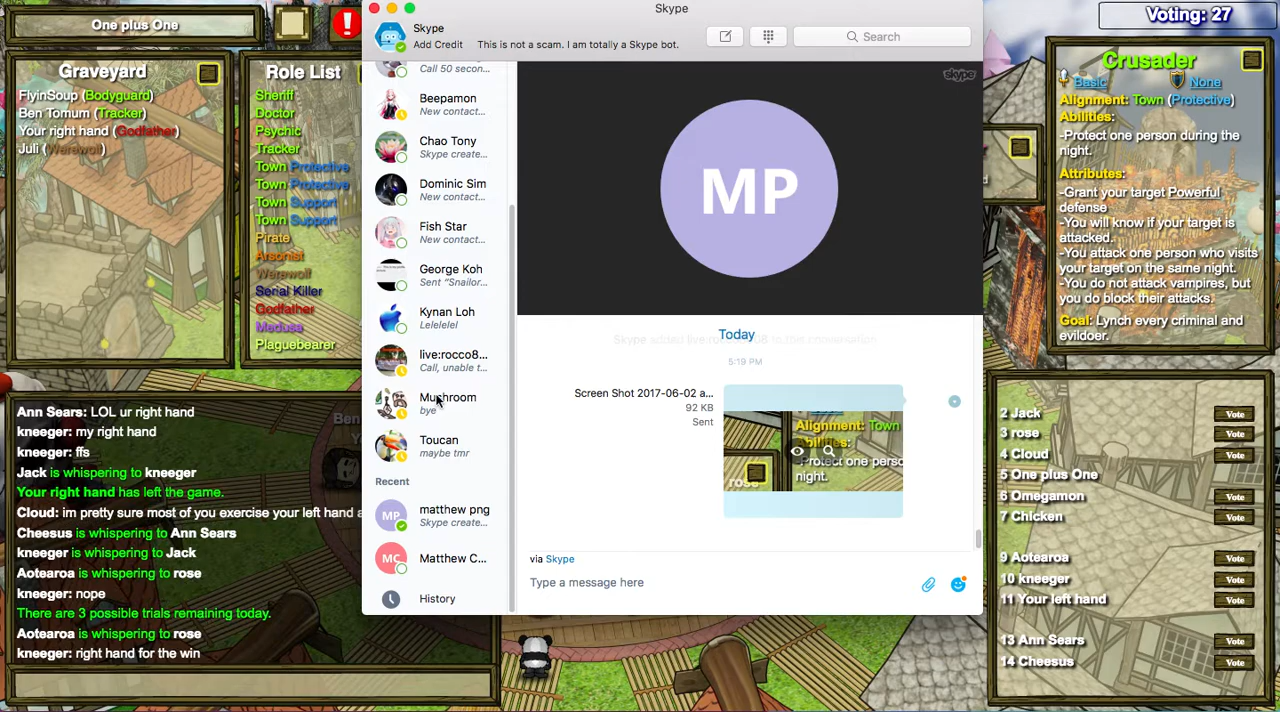 One plus One
!
Graveyard
FlyinSoup (Bodyguard)
Ben Tomum (Tracker)
Your right hand (Godfather)
Juli (Werewolf)
Role List
Sheriff
Doctor
Psychic
Tracker
Town Protective
Town Protective
Town Support
Town Support
Pirate
Arsonist
Werewolf
Serial Killer
Godfather
Medusa
Plaguebearer
Ann Sears: LOL ur right hand
kneeger: my right hand
kneeger: ffs
Jack is whispering to kneeger
Your right hand has left the game.
Cloud: im pretty sure most of you exercise your left hand a
Cheesus is whispering to Ann Sears
kneeger is whispering to Jack
Aotearoa is whispering to rose
kneeger: nope
There are 3 possible trials remaining today.
Aotearoa is whispering to rose
kneeger: right hand for the win
Ben
Skype
Skype
Add Credit This is not a scam. I am totally a Skype bot.
Search
Call 50 secon...
Beepamon
New contact...
Chao Tony
Skype create...
Dominic Sim
New contact...
Fish Star
New contact...
George Koh
Sent “Snailor...
Kynan Loh
Lelelelel
live:rocco8...
Call, unable t...
Mushroom
bye
Toucan
maybe tmr
Recent
MP
matthew png
Skype create...
MC
Matthew C...
History
skype
MP
Today
5:19 PM
Screen Shot 2017-06-02 a...
92 KB
Sent
Alignment: Town
Abilities:
-Protect one perso
night.
rose
via Skype
Type a message here
Voting: 27
Crusader
Basic
None
Alignment: Town (Protective)
Abilities:
-Protect one person during the
night.
Attributes:
-Grant your target Powerful
defense
-You will know if your target is
attacked.
-You attack one person who visits
your target on the same night.
-You do not attack vampires, but
you do block their attacks.
Goal: Lynch every criminal and
evildoer.
2 Jack Vote
3 rose Vote
4 Cloud Vote
5 One plus One
6 Omegamon Vote
7 Chicken Vote
9 Aotearoa Vote
10 kneeger Vote
11 Your left hand Vote
13 Ann Sears Vote
14 Cheesus Vote